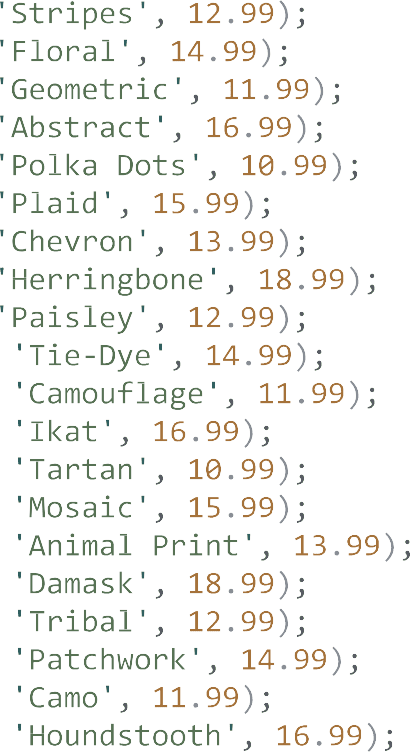 'Stripes', 12.99);
'Floral', 14.99);
'Geometric', 11.99);
'Abstract', 16.99);
'Polka Dots', 10.99);
'Plaid', 15.99);
'Chevron', 13.99);
'Herringbone', 18.99);
'Paisley', 12.99);
'Tie-Dye', 14.99);
'Camouflage', 11.99);
'Ikat', 16.99);
'Tartan', 10.99);
'Mosaic', 15.99);
'Animal Print', 13.99);
'Damask', 18.99);
'Tribal', 12.99);
'Patchwork', 14.99);
'Camo', 11.99);
'Houndstooth', 16.99);